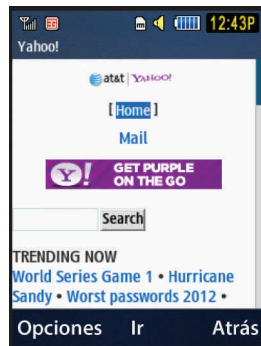 12:43P
Yahoo!
at&t | YAHOO!
[Home]
Mail
Y! GET PURPLE
ON THE GO
Search
TRENDING NOW
World Series Game 1 • Hurricane
Sandy • Worst passwords 2012 •
Opciones Ir Atrás